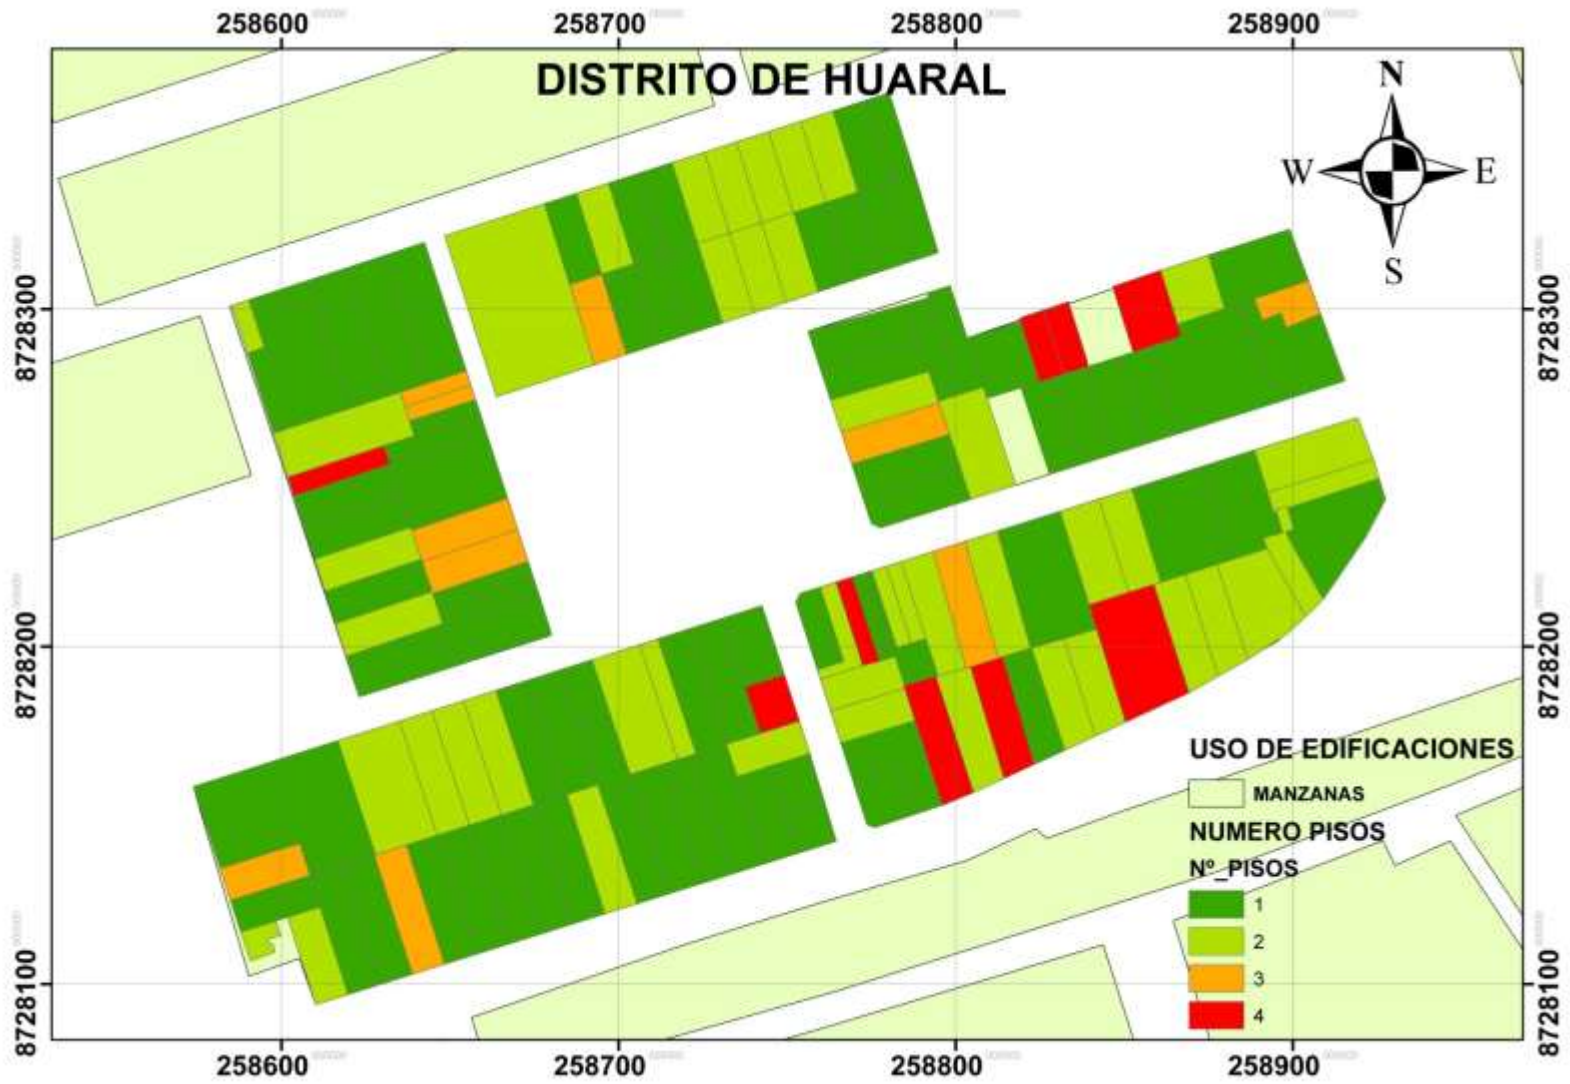 258600 258700 258800 258900
DISTRITO DE HUARAL
N
W E
S
8728300 8728300
8728200 8728200
USO DE EDIFICACIONES
MANZANAS
NUMERO PISOS
Nº_PISOS
1
2
3
4
8728100 8728100
258600 258700 258800 258900